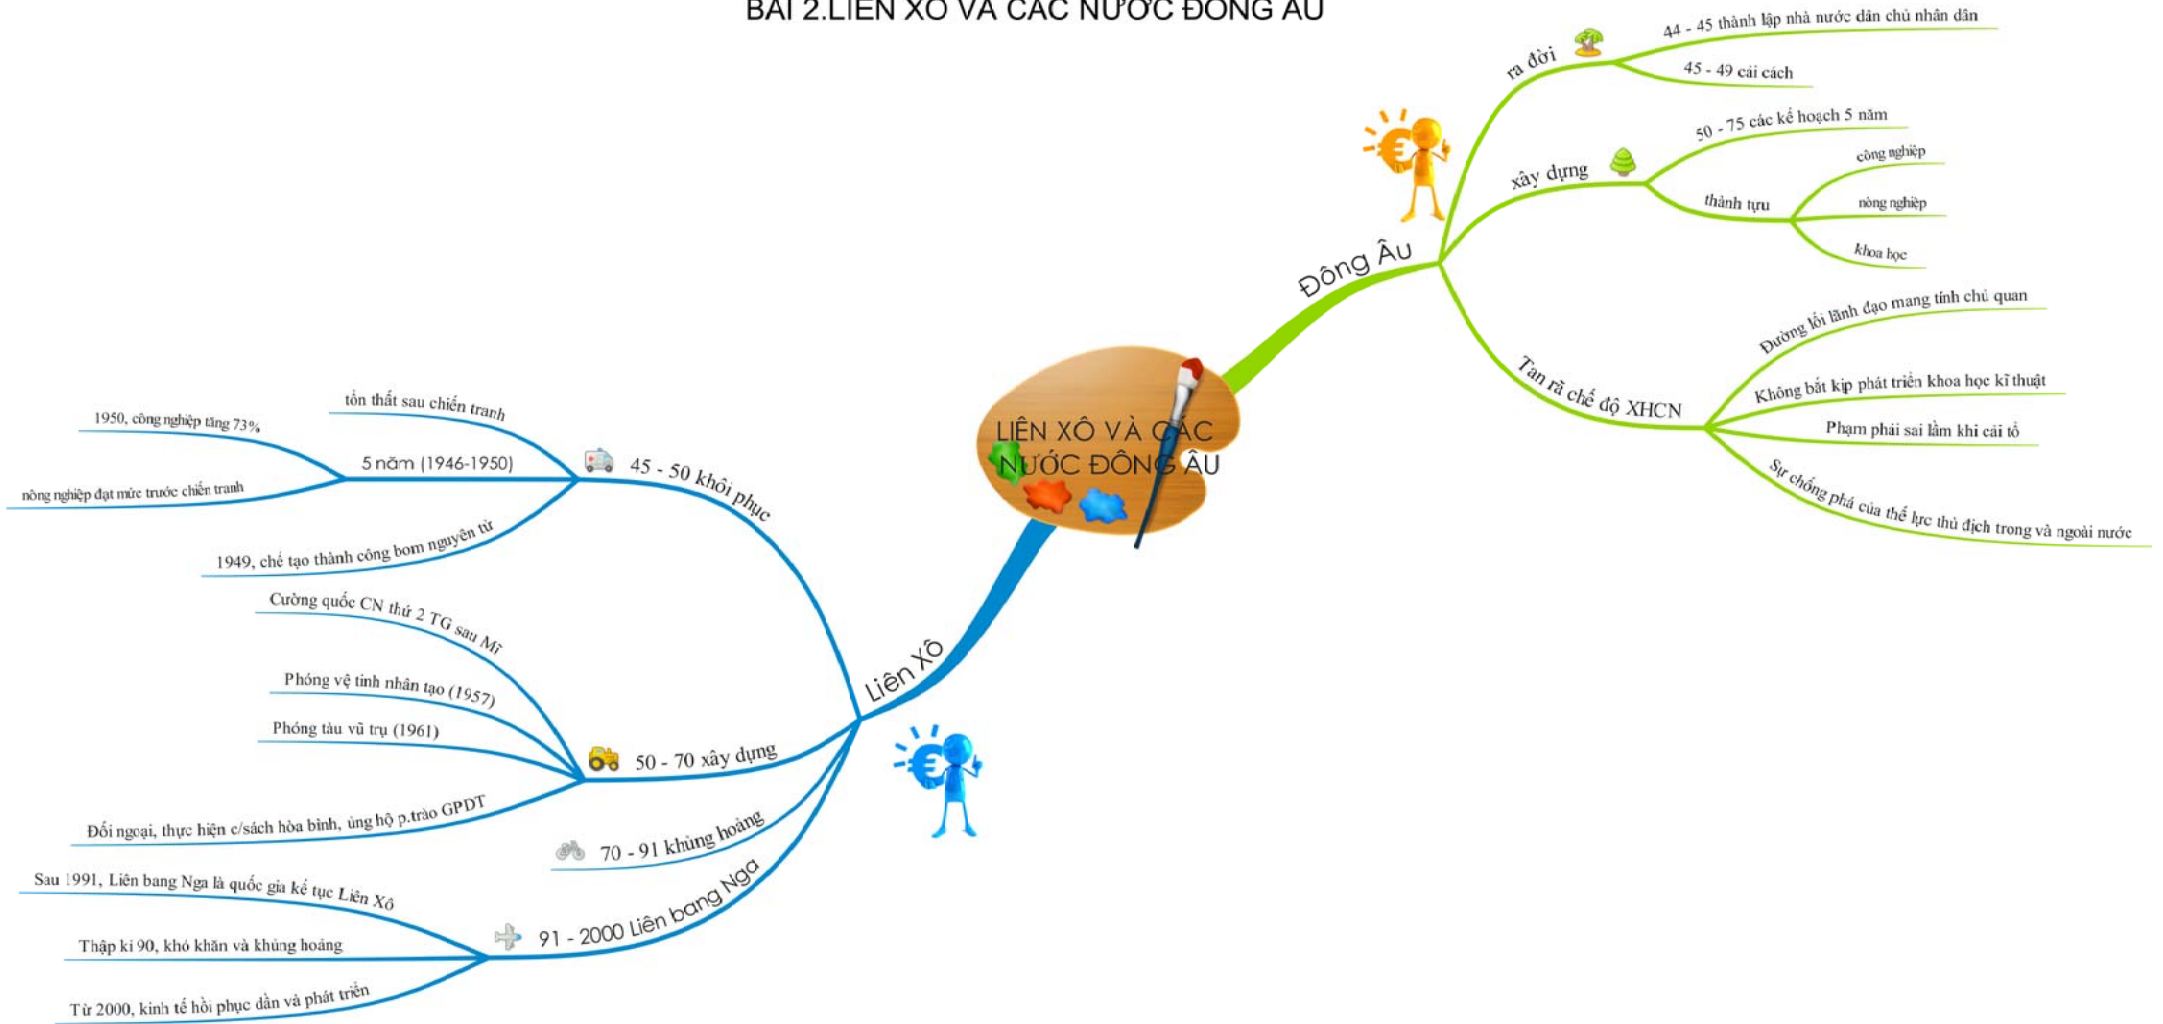 BÀI 2.LIÊN XÔ VÀ CÁC NƯỚC ĐÔNG ÂU
LIÊN XÔ VÀ CÁC
NƯỚC ĐÔNG ÂU
Đông Âu
ra đời
44 - 45 thành lập nhà nước dân chủ nhân dân
45 - 49 cải cách
xây dựng
50 - 75 các kế hoạch 5 năm
thành tựu
công nghiệp
nông nghiệp
khoa học
Tan rã chế độ XHCN
Đường lối lãnh đạo mang tính chủ quan
Không bắt kịp phát triển khoa học kĩ thuật
Phạm phải sai lầm khi cải tổ
Sự chống phá của thế lực thù địch trong và ngoài nước
Liên Xô
45 - 50 khôi phục
tổn thất sau chiến tranh
5 năm (1946-1950)
1950, công nghiệp tăng 73%
nông nghiệp đạt mức trước chiến tranh
1949, chế tạo thành công bom nguyên tử
50 - 70 xây dựng
Cường quốc CN thứ 2 TG sau Mĩ
Phóng vệ tinh nhân tạo (1957)
Phóng tàu vũ trụ (1961)
Đối ngoại, thực hiện c/sách hòa bình, ủng hộ p.trào GPDT
70 - 91 khủng hoảng
91 - 2000 Liên bang Nga
Sau 1991, Liên bang Nga là quốc gia kế tục Liên Xô
Thập kỉ 90, khó khăn và khủng hoảng
Từ 2000, kinh tế hồi phục dần và phát triển